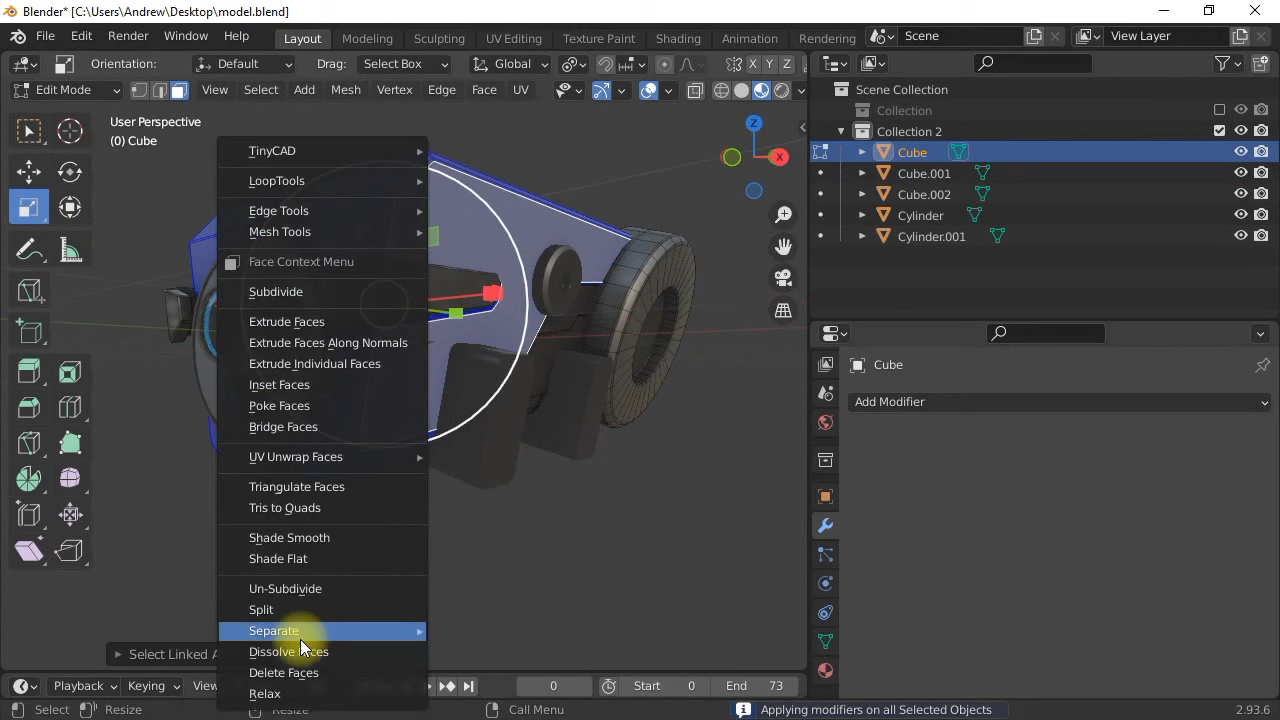 Blender* [C:\Users\Andrew\Desktop\model.blend]
File Edit Render Window Help Layout Modeling Sculpting UV Editing Texture Paint Shading Animation Rendering Scene View Layer
Orientation: Default Drag: Select Box Global X Y Z
Edit Mode View Select Add Mesh Vertex Edge Face UV
User Perspective
(0) Cube
TinyCAD
LoopTools
Edge Tools
Mesh Tools
Face Context Menu
Subdivide
Extrude Faces
Extrude Faces Along Normals
Extrude Individual Faces
Inset Faces
Poke Faces
Bridge Faces
UV Unwrap Faces
Triangulate Faces
Tris to Quads
Shade Smooth
Shade Flat
Un-Subdivide
Split
Separate
Dissolve Faces
Delete Faces
Relax
Z
X
Select Linked A
Scene Collection
Collection
Collection 2
Cube
Cube.001
Cube.002
Cylinder
Cylinder.001
Cube
Add Modifier
Playback Keying View 0 Start 0 End 73
Select Resize Resize Call Menu Applying modifiers on all Selected Objects 2.93.6